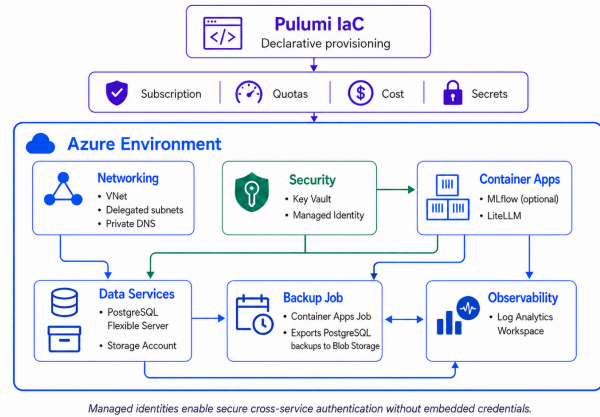 Pulumi IaC
Declarative provisioning
Subscription
Quotas
Cost
Secrets
Azure Environment
Networking
• VNet
• Delegated subnets
• Private DNS
Security
• Key Vault
• Managed Identity
Container Apps
• MLflow (optional)
• LiteLLM
Data Services
• PostgreSQL
Flexible Server
• Storage Account
Backup Job
• Container Apps Job
• Exports PostgreSQL
backups to Blob Storage
Observability
• Log Analytics
Workspace
Managed identities enable secure cross-service authentication without embedded credentials.